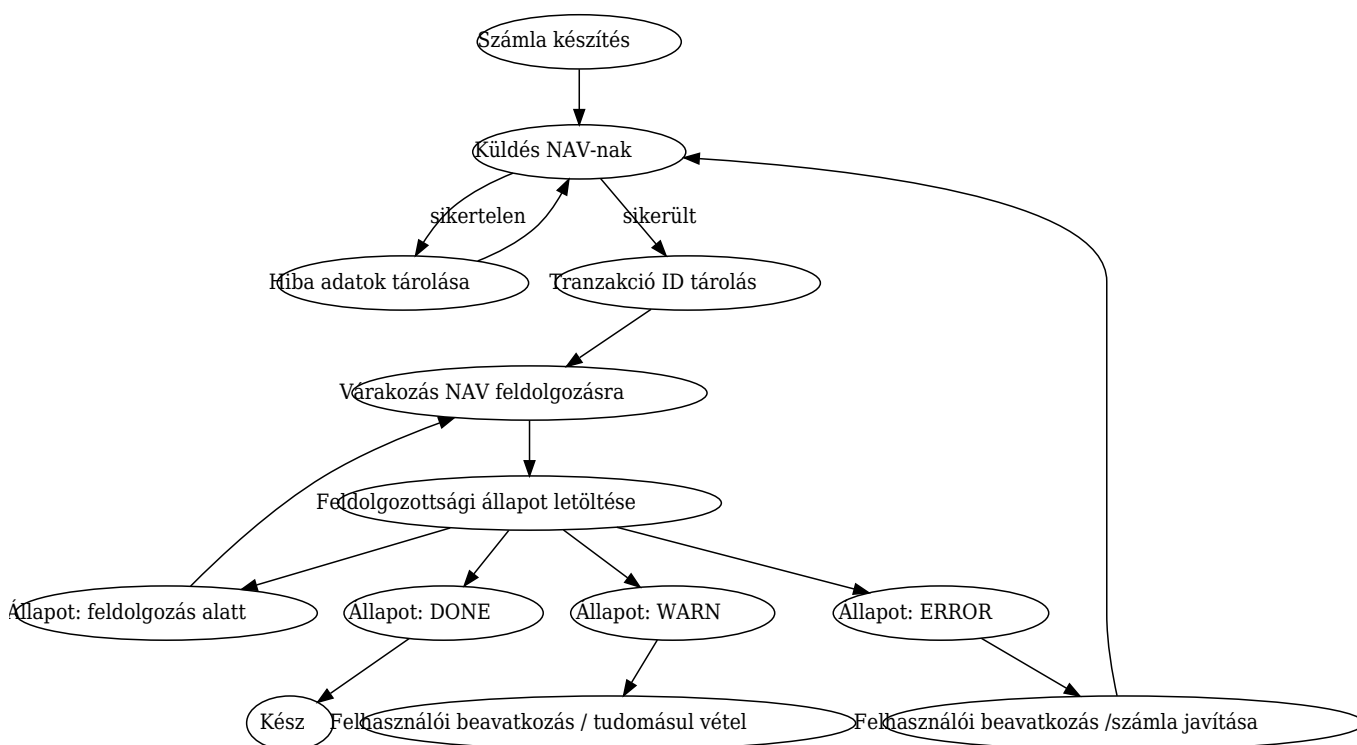 Számla készítés
Küldés NAV-nak
sikertelen
sikerült
Hiba adatok tárolása
Tranzakció ID tárolás
Várakozás NAV feldolgozásra
Feldolgozottsági állapot letöltése
Állapot: feldolgozás alatt
Állapot: DONE
Állapot: WARN
Állapot: ERROR
Kész
Felhasználói beavatkozás / tudomásul vétel
Felhasználói beavatkozás /számla javítása